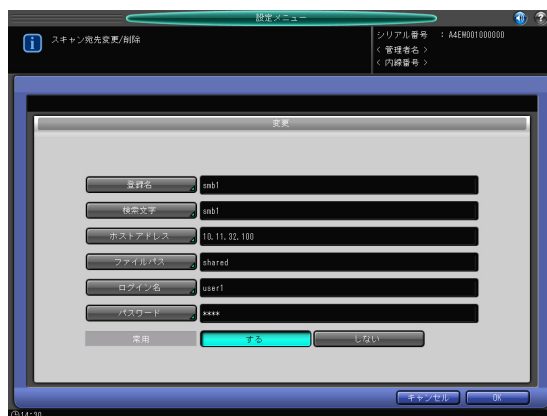 設定メニュー
スキャン宛先変更/削除
シリアル番号 : A4EW001000000
< 管理者名 >
< 内線番号 >
変更
登録名 smb1
検索文字 smb1
ホストアドレス 10.11.32.100
ファイルパス shared
ログイン名 user1
パスワード ****
常用 する しない
キャンセル OK
14:30